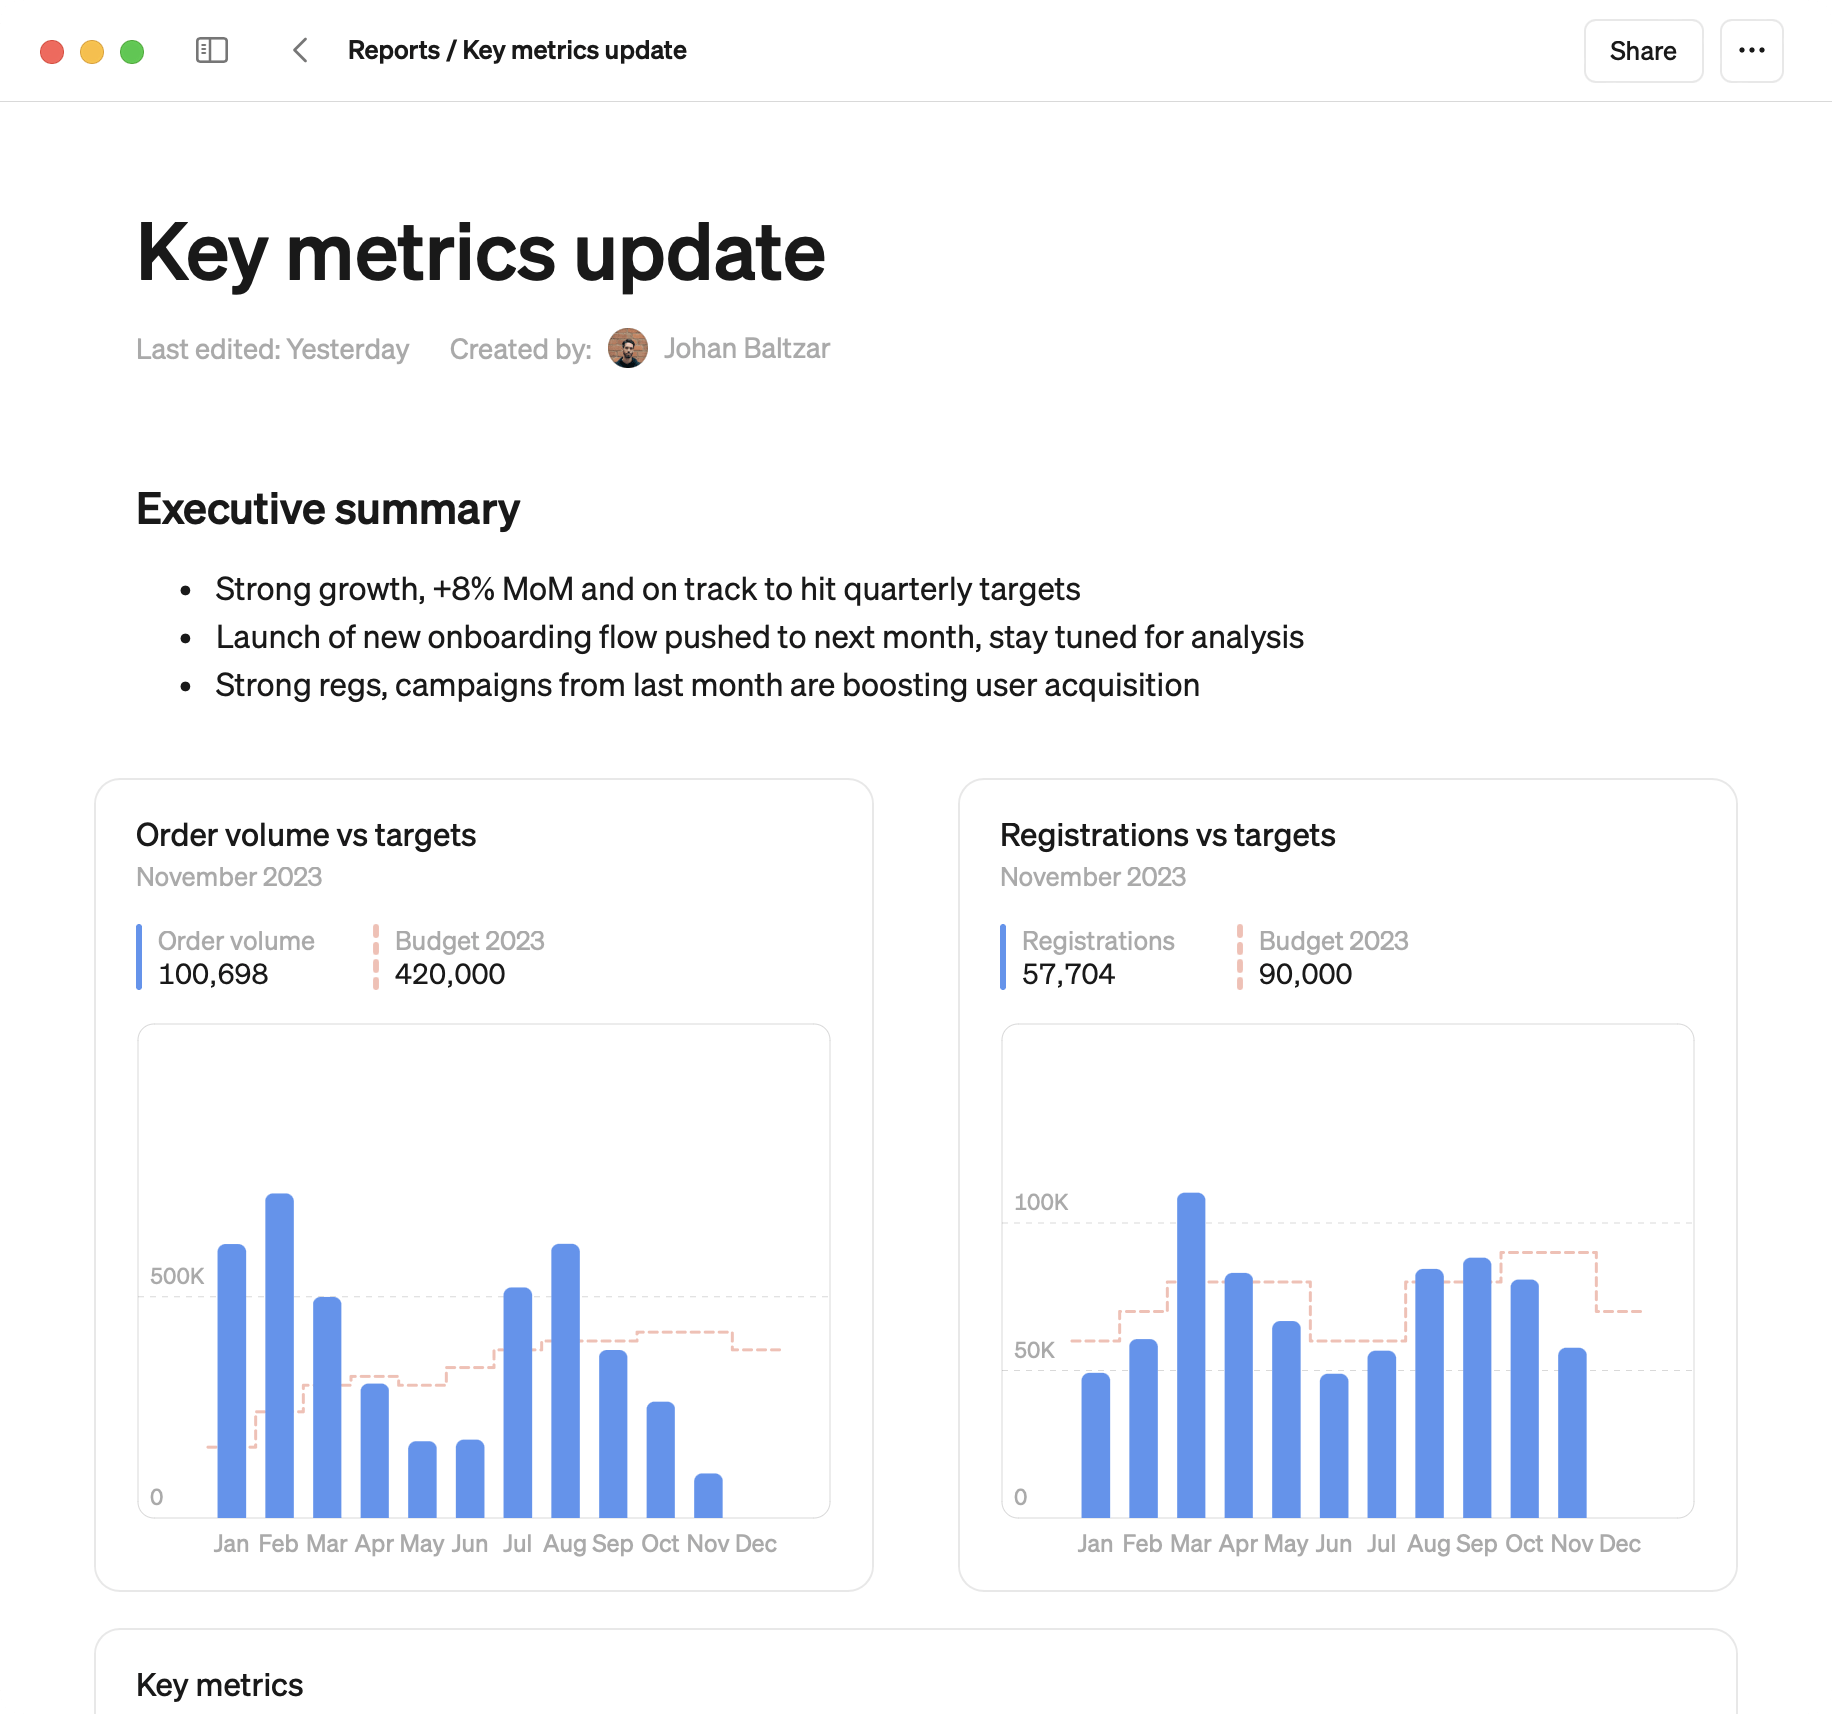 Reports / Key metrics update
Share
Key metrics update
Last edited: Yesterday Created by: Johan Baltzar
Executive summary
• Strong growth, +8% MoM and on track to hit quarterly targets
• Launch of new onboarding flow pushed to next month, stay tuned for analysis
• Strong regs, campaigns from last month are boosting user acquisition
Order volume vs targets
November 2023
Order volume Budget 2023
100,698 420,000
500K
0
Jan Feb Mar Apr May Jun Jul Aug Sep Oct Nov Dec
Registrations vs targets
November 2023
Registrations Budget 2023
57,704 90,000
100K
50K
0
Jan Feb Mar Apr May Jun Jul Aug Sep Oct Nov Dec
Key metrics